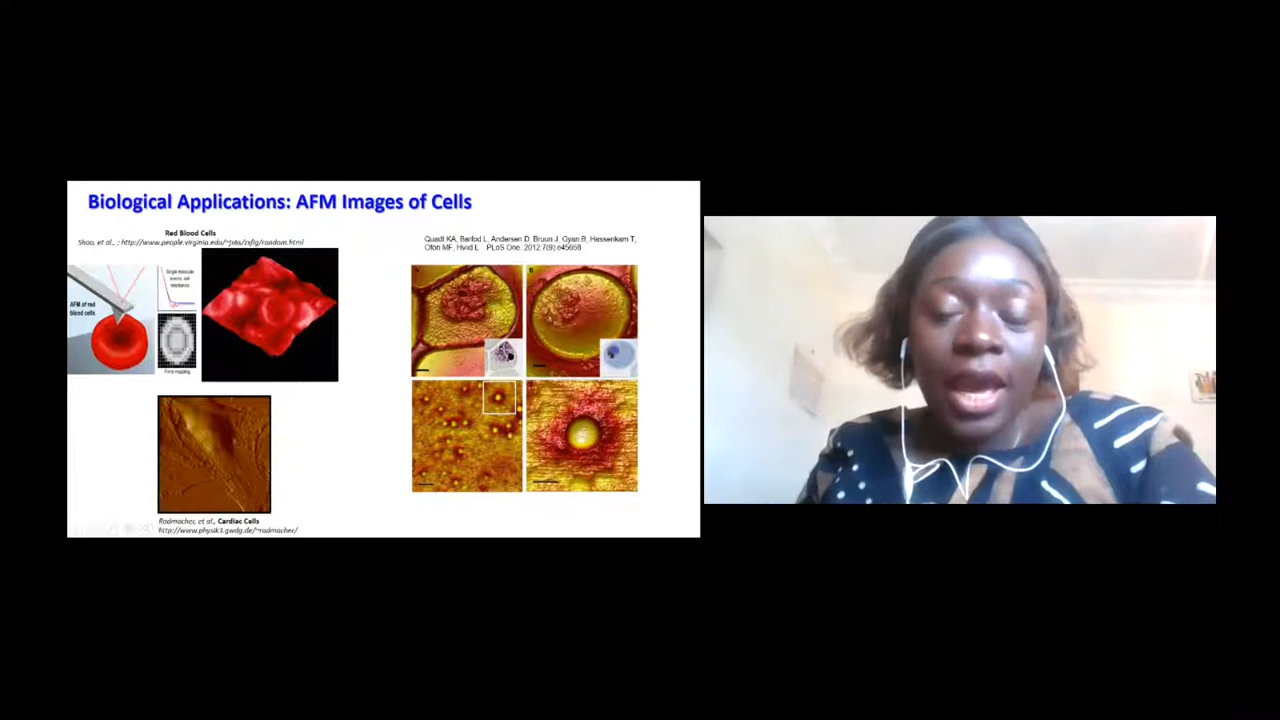 Biological Applications: AFM Images of Cells
Red Blood Cells
Shao, et al., : http://www.people.virginia.edu/~js6s/zsfig/random.html
Quadt KA, Barfod L, Andersen D, Bruun J, Gyan B, Hassenkam T,
Ofori MF, Hviid L. PLoS One. 2012;7(9):e45658
AFM of red
blood cells
Single molecule
events, cell
Force mapping
A
B
Radmacher, et al., Cardiac Cells
http://www.physik3.gwdg.de/~radmacher/